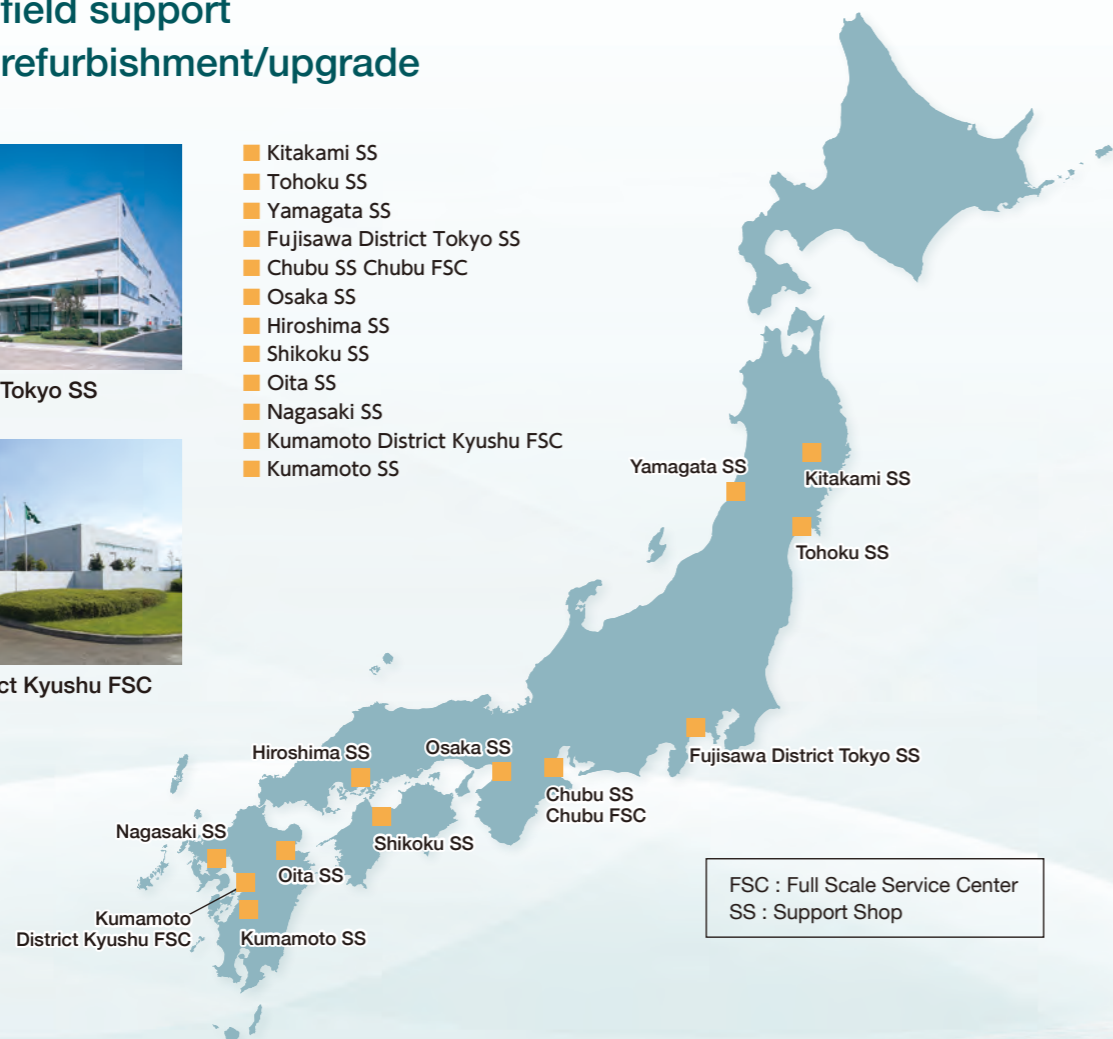 field support
refurbishment/upgrade
Tokyo SS
ct Kyushu FSC
Kitakami SS
Tohoku SS
Yamagata SS
Fujisawa District Tokyo SS
Chubu SS Chubu FSC
Osaka SS
Hiroshima SS
Shikoku SS
Oita SS
Nagasaki SS
Kumamoto District Kyushu FSC
Kumamoto SS
Yamagata SS
Kitakami SS
Tohoku SS
Fujisawa District Tokyo SS
Hiroshima SS
Osaka SS
Chubu SS
Chubu FSC
Shikoku SS
Nagasaki SS
Oita SS
Kumamoto
District Kyushu FSC
Kumamoto SS
FSC : Full Scale Service Center
SS : Support Shop